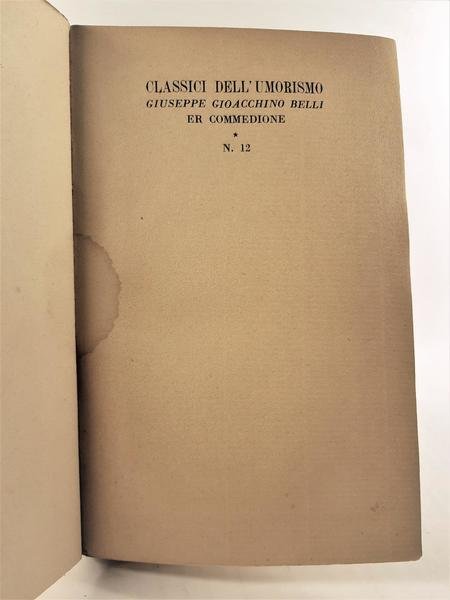 CLASSICI DELL'UMORISMO
GIUSEPPE GIOACCHINO BELLI
ER COMMEDIONE
*
N. 12